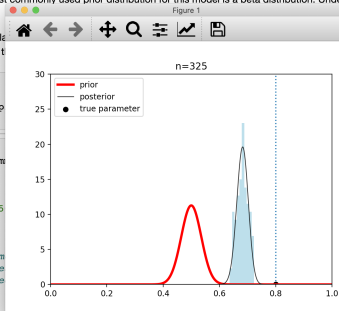 st commonly used prior distribution for this model is a beta distribution. Unde
Figure 1
n=325
prior
posterior
true parameter
30
25
20
15
10
5
0
0.0 0.2 0.4 0.6 0.8 1.0